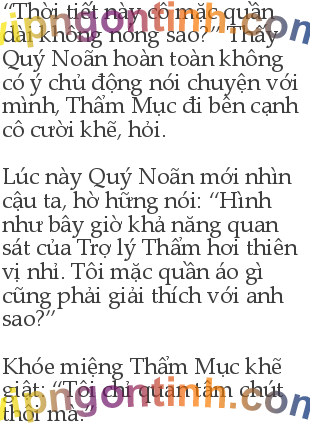 “Thời tiết này cô mặc quần
dài không nóng sao?” Thấy
Quý Noãn hoàn toàn không
có ý chủ động nói chuyện với
mình, Thẩm Mục đi bên cạnh
cô cười khẽ, hỏi.
Lúc này Quý Noãn mới nhìn
cậu ta, hờ hững nói: “Hình
như bây giờ khả năng quan
sát của Trợ lý Thẩm hơi thiên
vị nhỉ. Tôi mặc quần áo gì
cũng phải giải thích với anh
sao?”
Khóe miệng Thẩm Mục khẽ
giật: “Tôi chỉ quan tâm chút
thôi mà.”